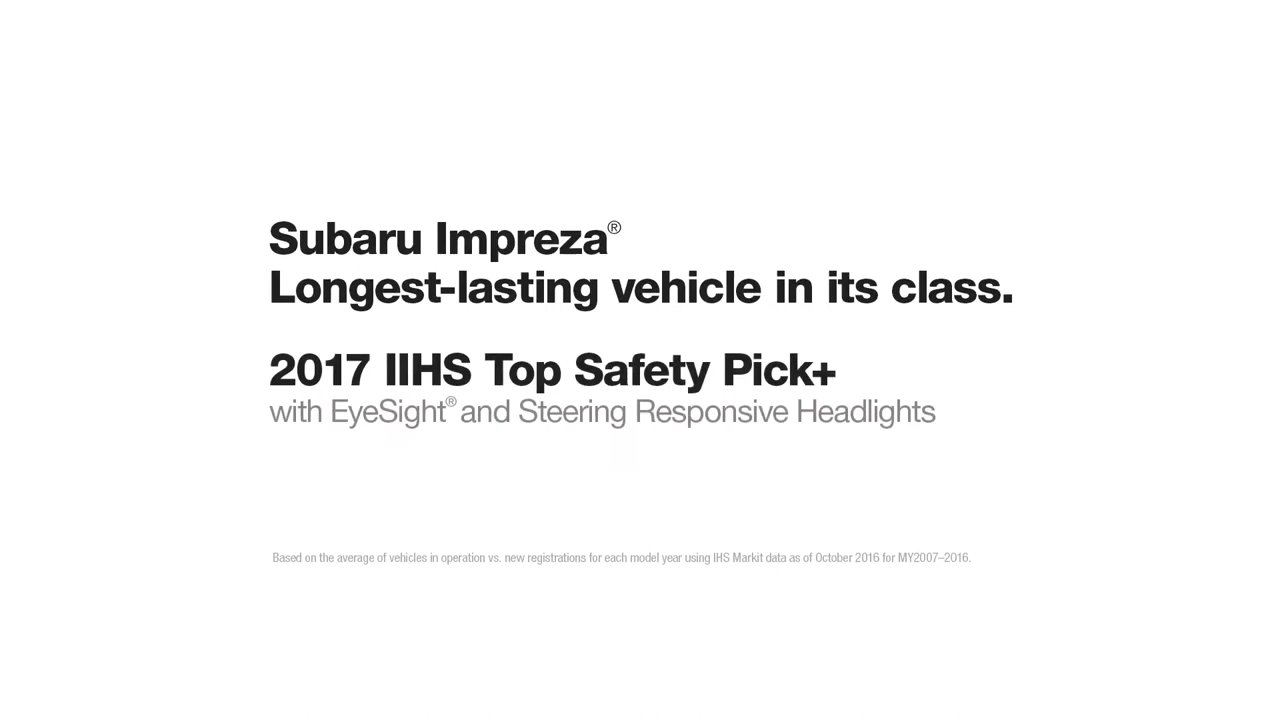 Subaru Impreza®
Longest-lasting vehicle in its class.
2017 IIHS Top Safety Pick+
with EyeSight® and Steering Responsive Headlights
Based on the average of vehicles in operation vs. new registrations for each model year using IHS Markit data as of October 2016 for MY2007–2016.